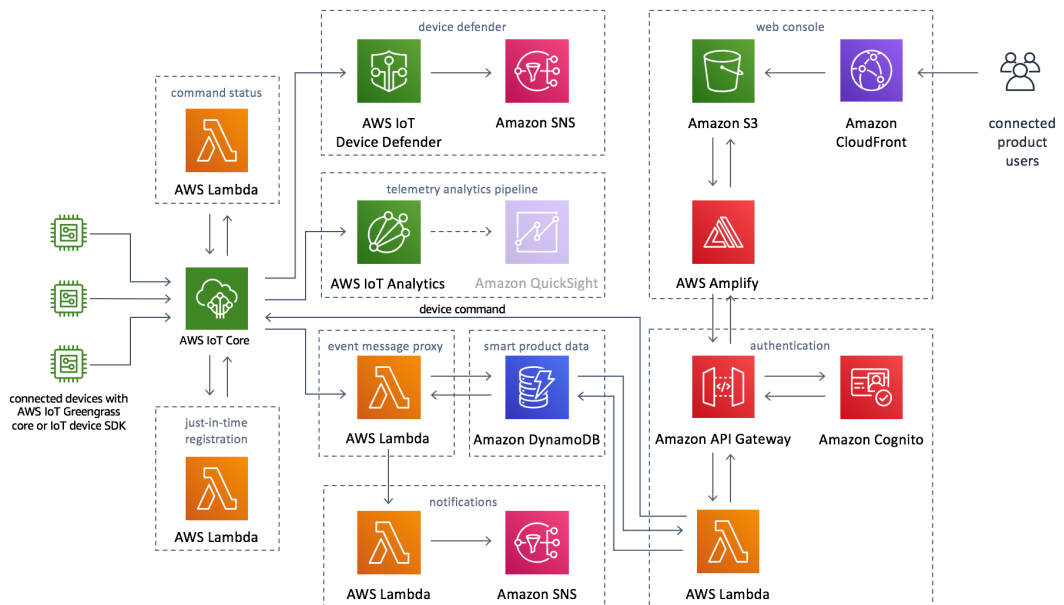 device defender
AWS IoT
Device Defender
Amazon SNS
web console
Amazon S3
Amazon
CloudFront
connected
product
users
command status
AWS Lambda
telemetry analytics pipeline
AWS IoT Analytics
Amazon QuickSight
AWS Amplify
device command
AWS IoT Core
connected devices with
AWS IoT Greengrass
core or IoT device SDK
just-in-time
registration
AWS Lambda
event message proxy
AWS Lambda
smart product data
Amazon DynamoDB
authentication
Amazon API Gateway
Amazon Cognito
notifications
AWS Lambda
Amazon SNS
AWS Lambda